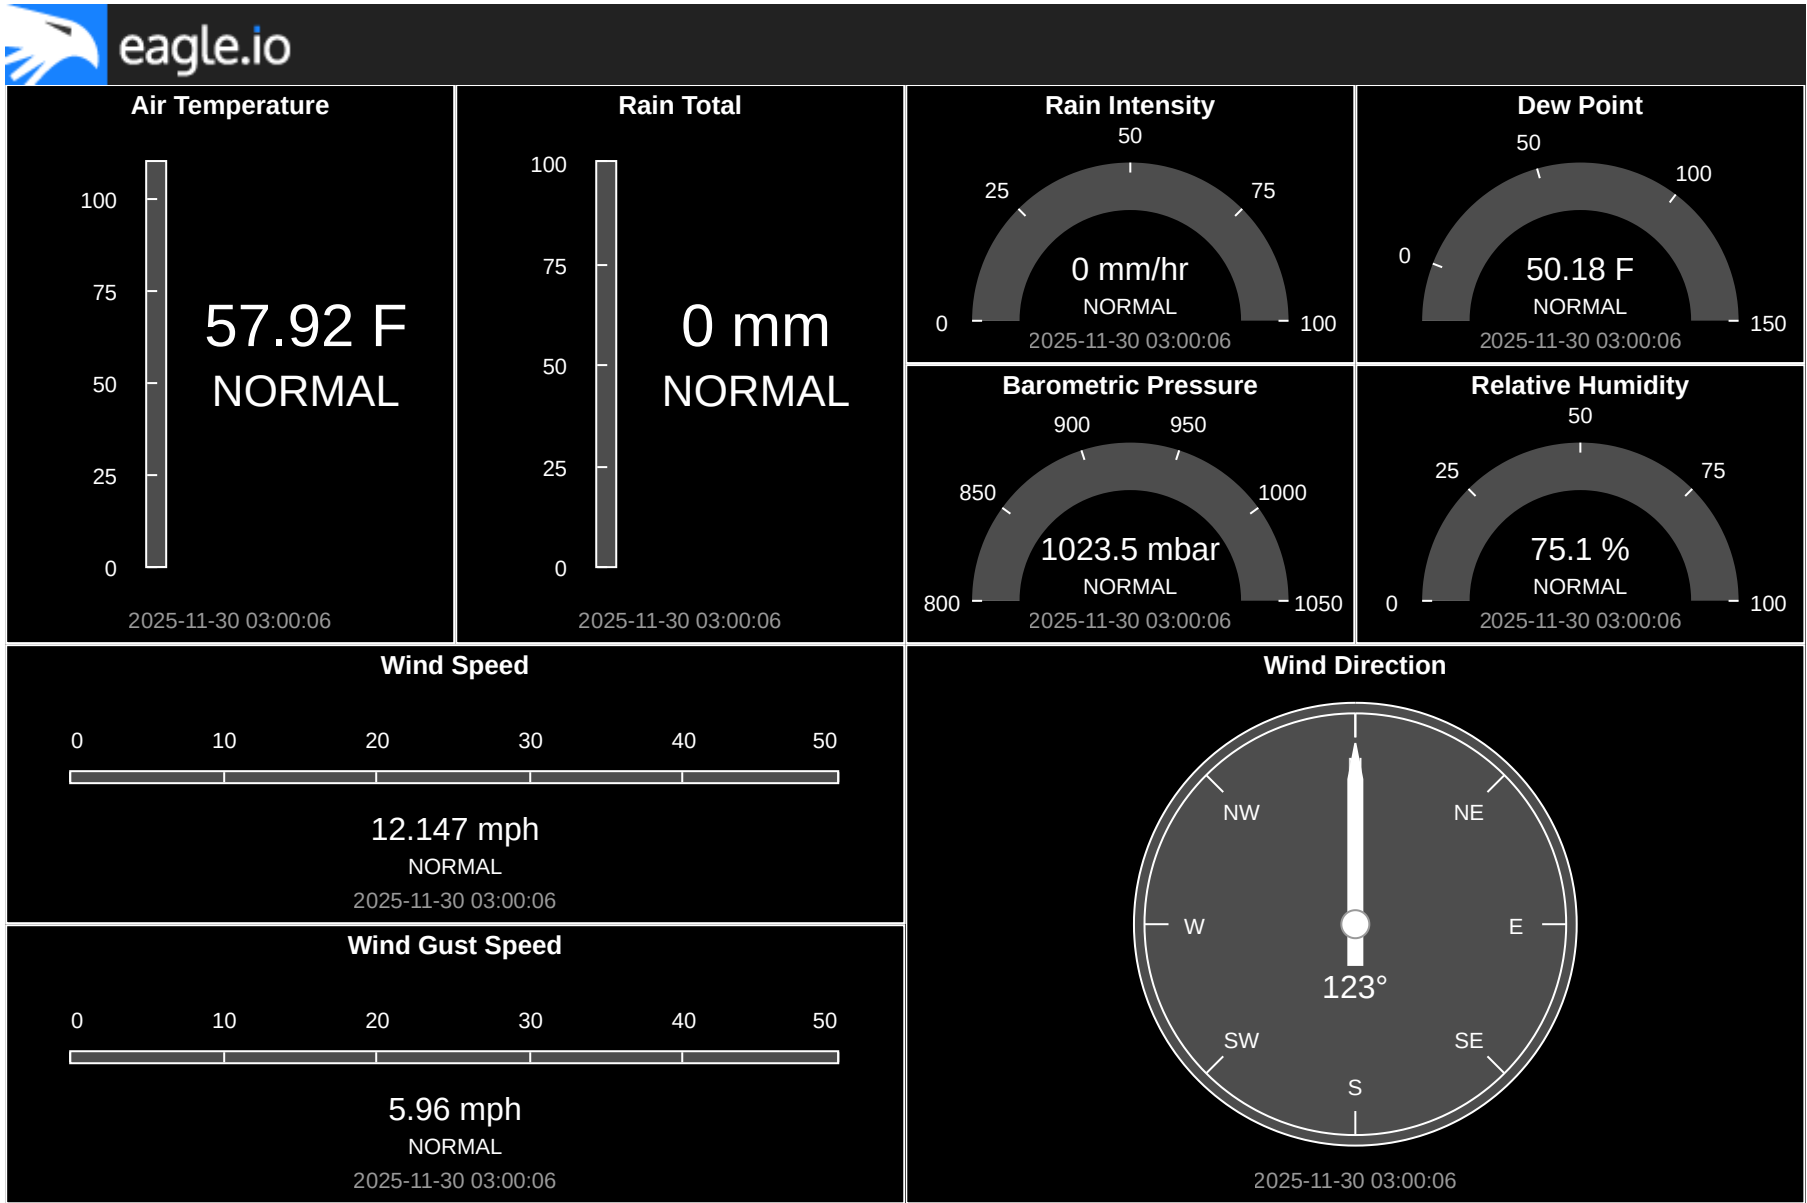 eagle.io
Air Temperature
100
75
50
25
0
57.92 F
NORMAL
2025-11-30 03:00:06
Rain Total
100
75
50
25
0
0 mm
NORMAL
2025-11-30 03:00:06
Rain Intensity
0
25
50
75
100
0 mm/hr
NORMAL
2025-11-30 03:00:06
Dew Point
0
50
100
150
50.18 F
NORMAL
2025-11-30 03:00:06
Barometric Pressure
800
850
900
950
1000
1050
1023.5 mbar
NORMAL
2025-11-30 03:00:06
Relative Humidity
0
25
50
75
100
75.1 %
NORMAL
2025-11-30 03:00:06
Wind Speed
0 10 20 30 40 50
12.147 mph
NORMAL
2025-11-30 03:00:06
Wind Gust Speed
0 10 20 30 40 50
5.96 mph
NORMAL
2025-11-30 03:00:06
Wind Direction
NW NE
W E
123°
SW SE
S
2025-11-30 03:00:06